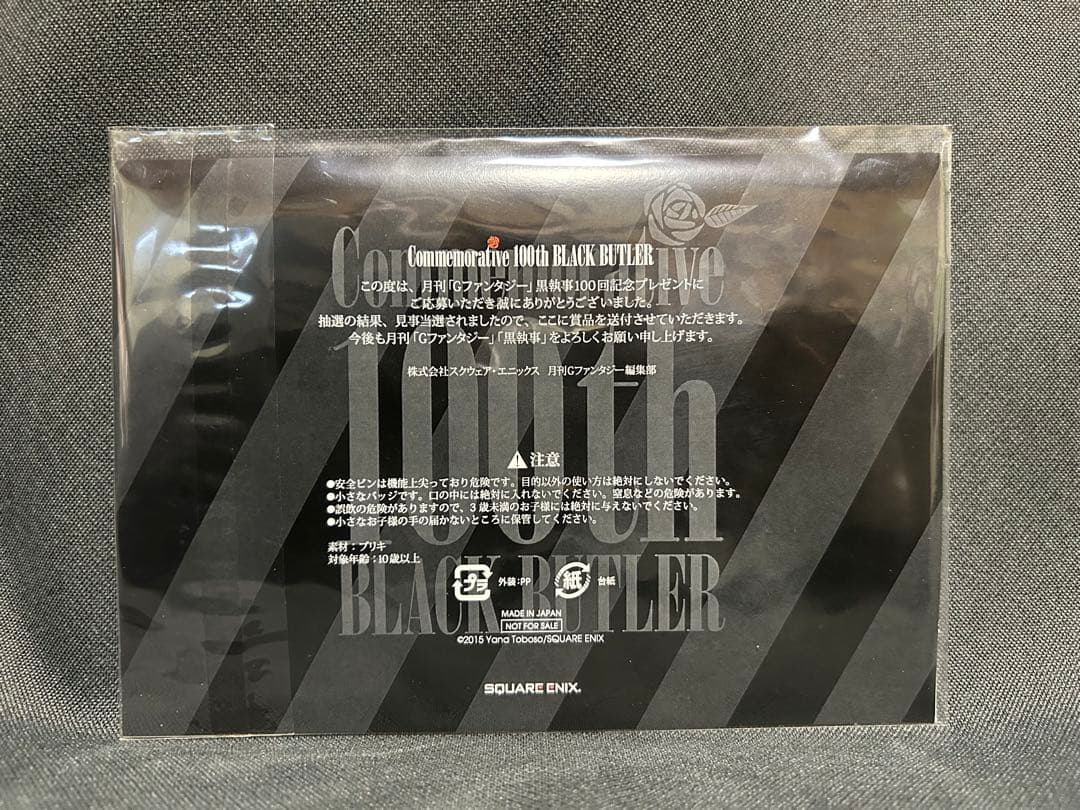 Commemorative
100th
BLACK BUTLER
Commemorative 100th BLACK BUTLER
この度は、月刊「Gファンタジー」黒執事100回記念プレゼントに
ご応募いただき誠にありがとうございました。
抽選の結果、見事当選されましたので、ここに賞品を送付させていただきます。
今後も月刊「Gファンタジー」「黒執事」をよろしくお願い申し上げます。
株式会社スクウェア・エニックス 月刊Gファンタジー編集部
注意
●安全ピンは機能上尖っており危険です。目的以外の使い方は絶対にしないでください。
●小さなバッジです。口の中には絶対に入れないでください。窒息などの危険があります。
●誤飲の危険がありますので、3歳未満のお子様には絶対に与えないでください。
●小さなお子様の手の届かないところに保管してください。
素材：ブリキ
対象年齢：10歳以上
プラ 外装：PP 紙 台紙
MADE IN JAPAN
NOT FOR SALE
©2015 Yana Toboso/SQUARE ENIX
SQUARE ENIX.